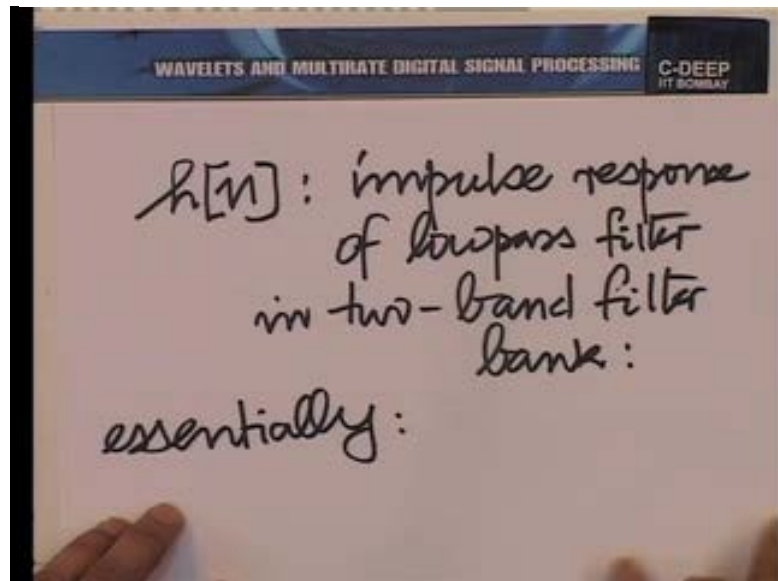 WAVELETS AND MULTIRATE DIGITAL SIGNAL PROCESSING
C-DEEP
IIT BOMBAY
h[n] : impulse response
of lowpass filter
in two-band filter
bank :
essentially :